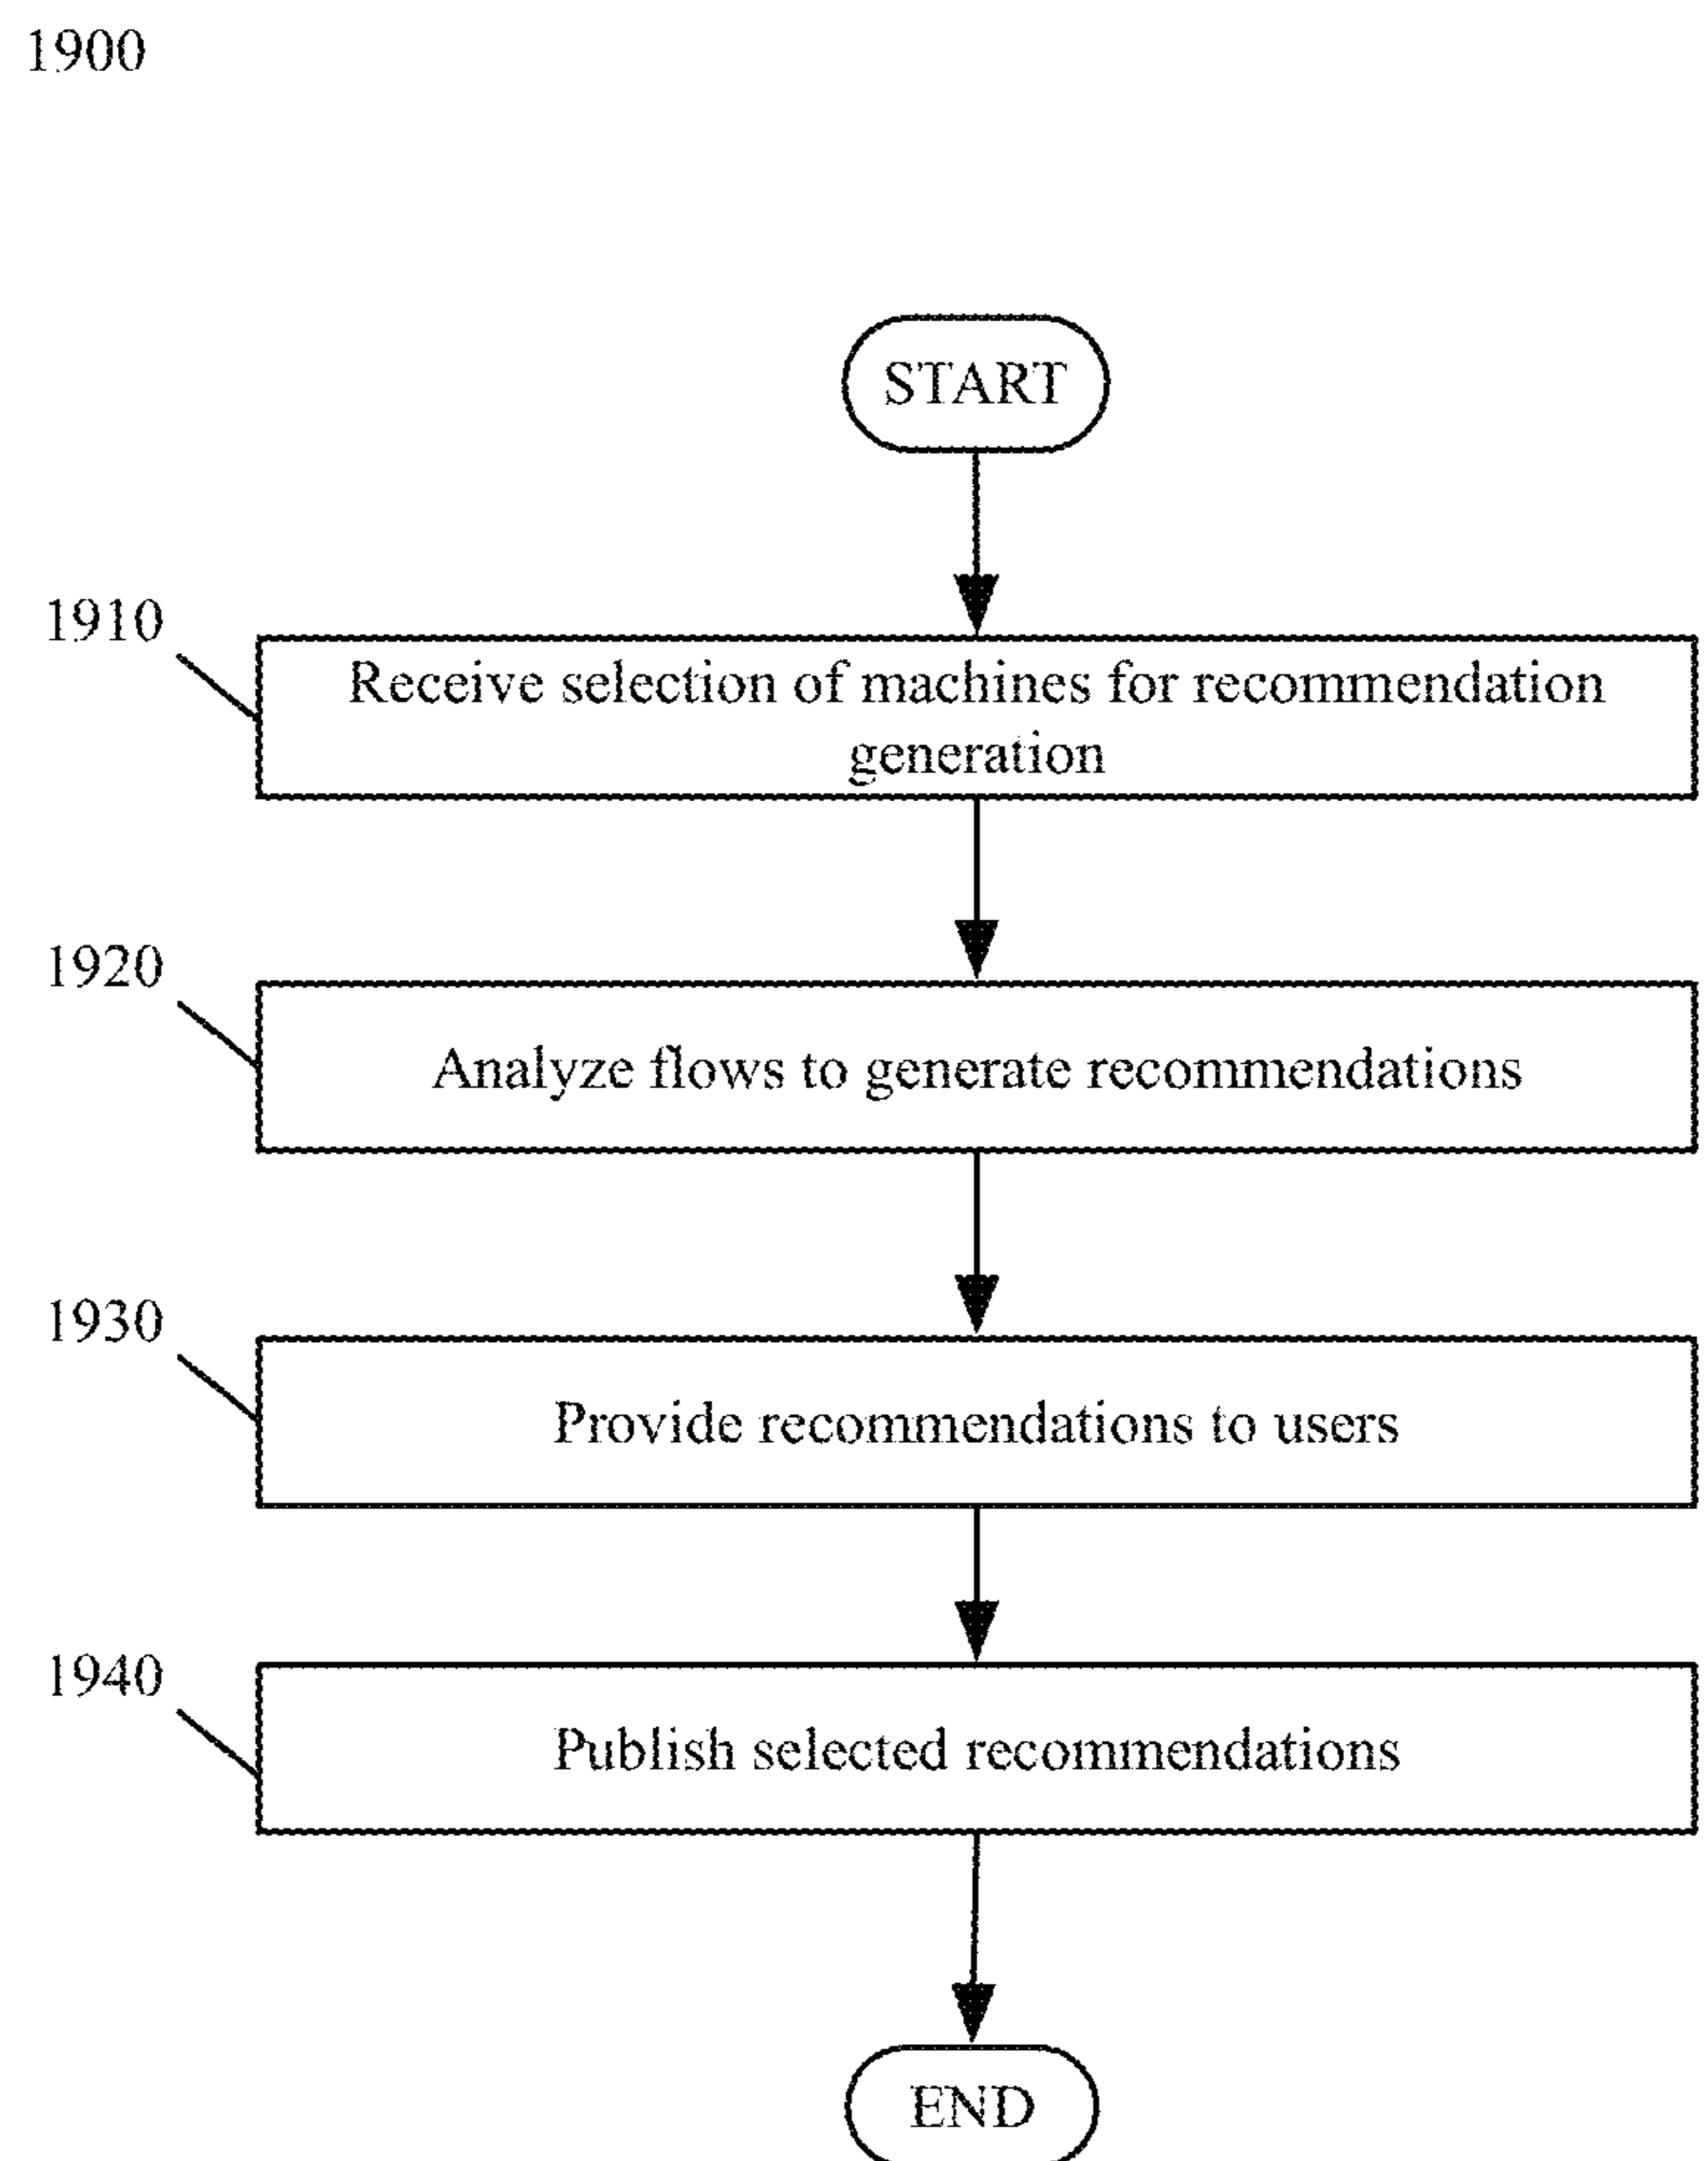 1900
START
1910
Receive selection of machines for recommendation
generation
1920
Analyze flows to generate recommendations
1930
Provide recommendations to users
1940
Publish selected recommendations
END